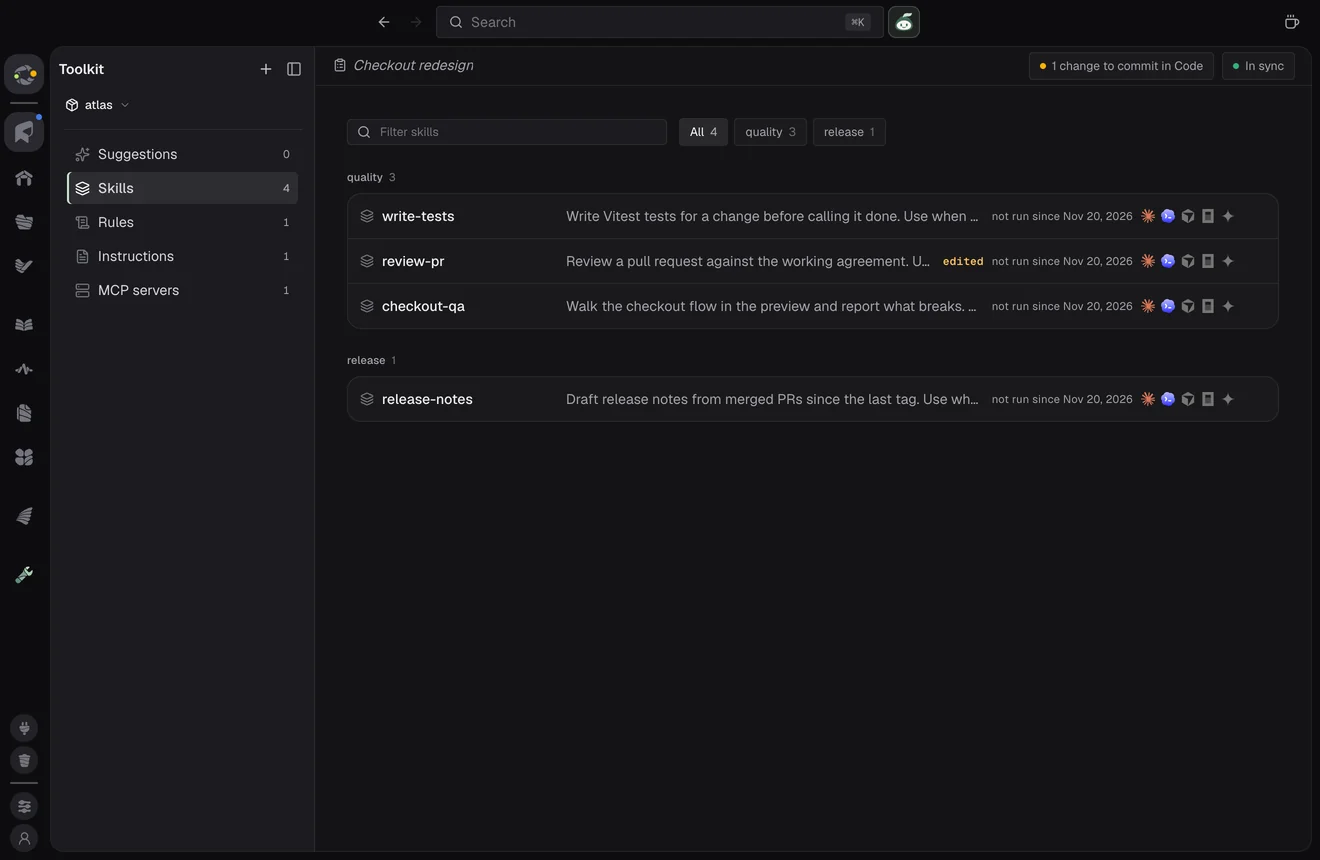 Search
⌘K
Toolkit
atlas
Suggestions 0
Skills 4
Rules 1
Instructions 1
MCP servers 1
Checkout redesign
1 change to commit in Code
In sync
Filter skills
All 4
quality 3
release 1
quality 3
write-tests Write Vitest tests for a change before calling it done. Use when … not run since Nov 20, 2026
review-pr Review a pull request against the working agreement. U… edited not run since Nov 20, 2026
checkout-qa Walk the checkout flow in the preview and report what breaks. … not run since Nov 20, 2026
release 1
release-notes Draft release notes from merged PRs since the last tag. Use wh… not run since Nov 20, 2026